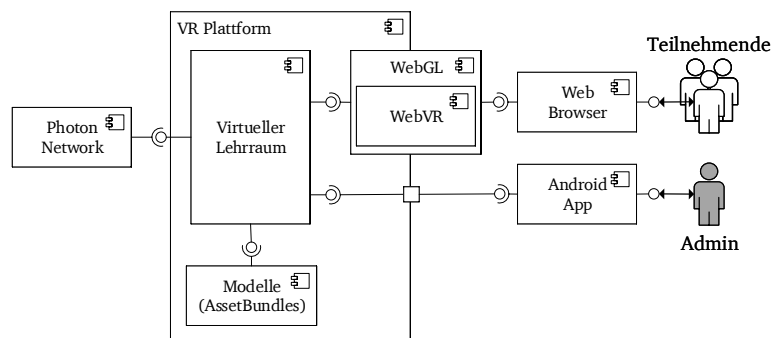 VR Plattform
Teilnehmende
WebGL
Web
Browser
WebVR
Photon
Network
Virtueller
Lehrraum
Android
App
Admin
Modelle
(AssetBundles)